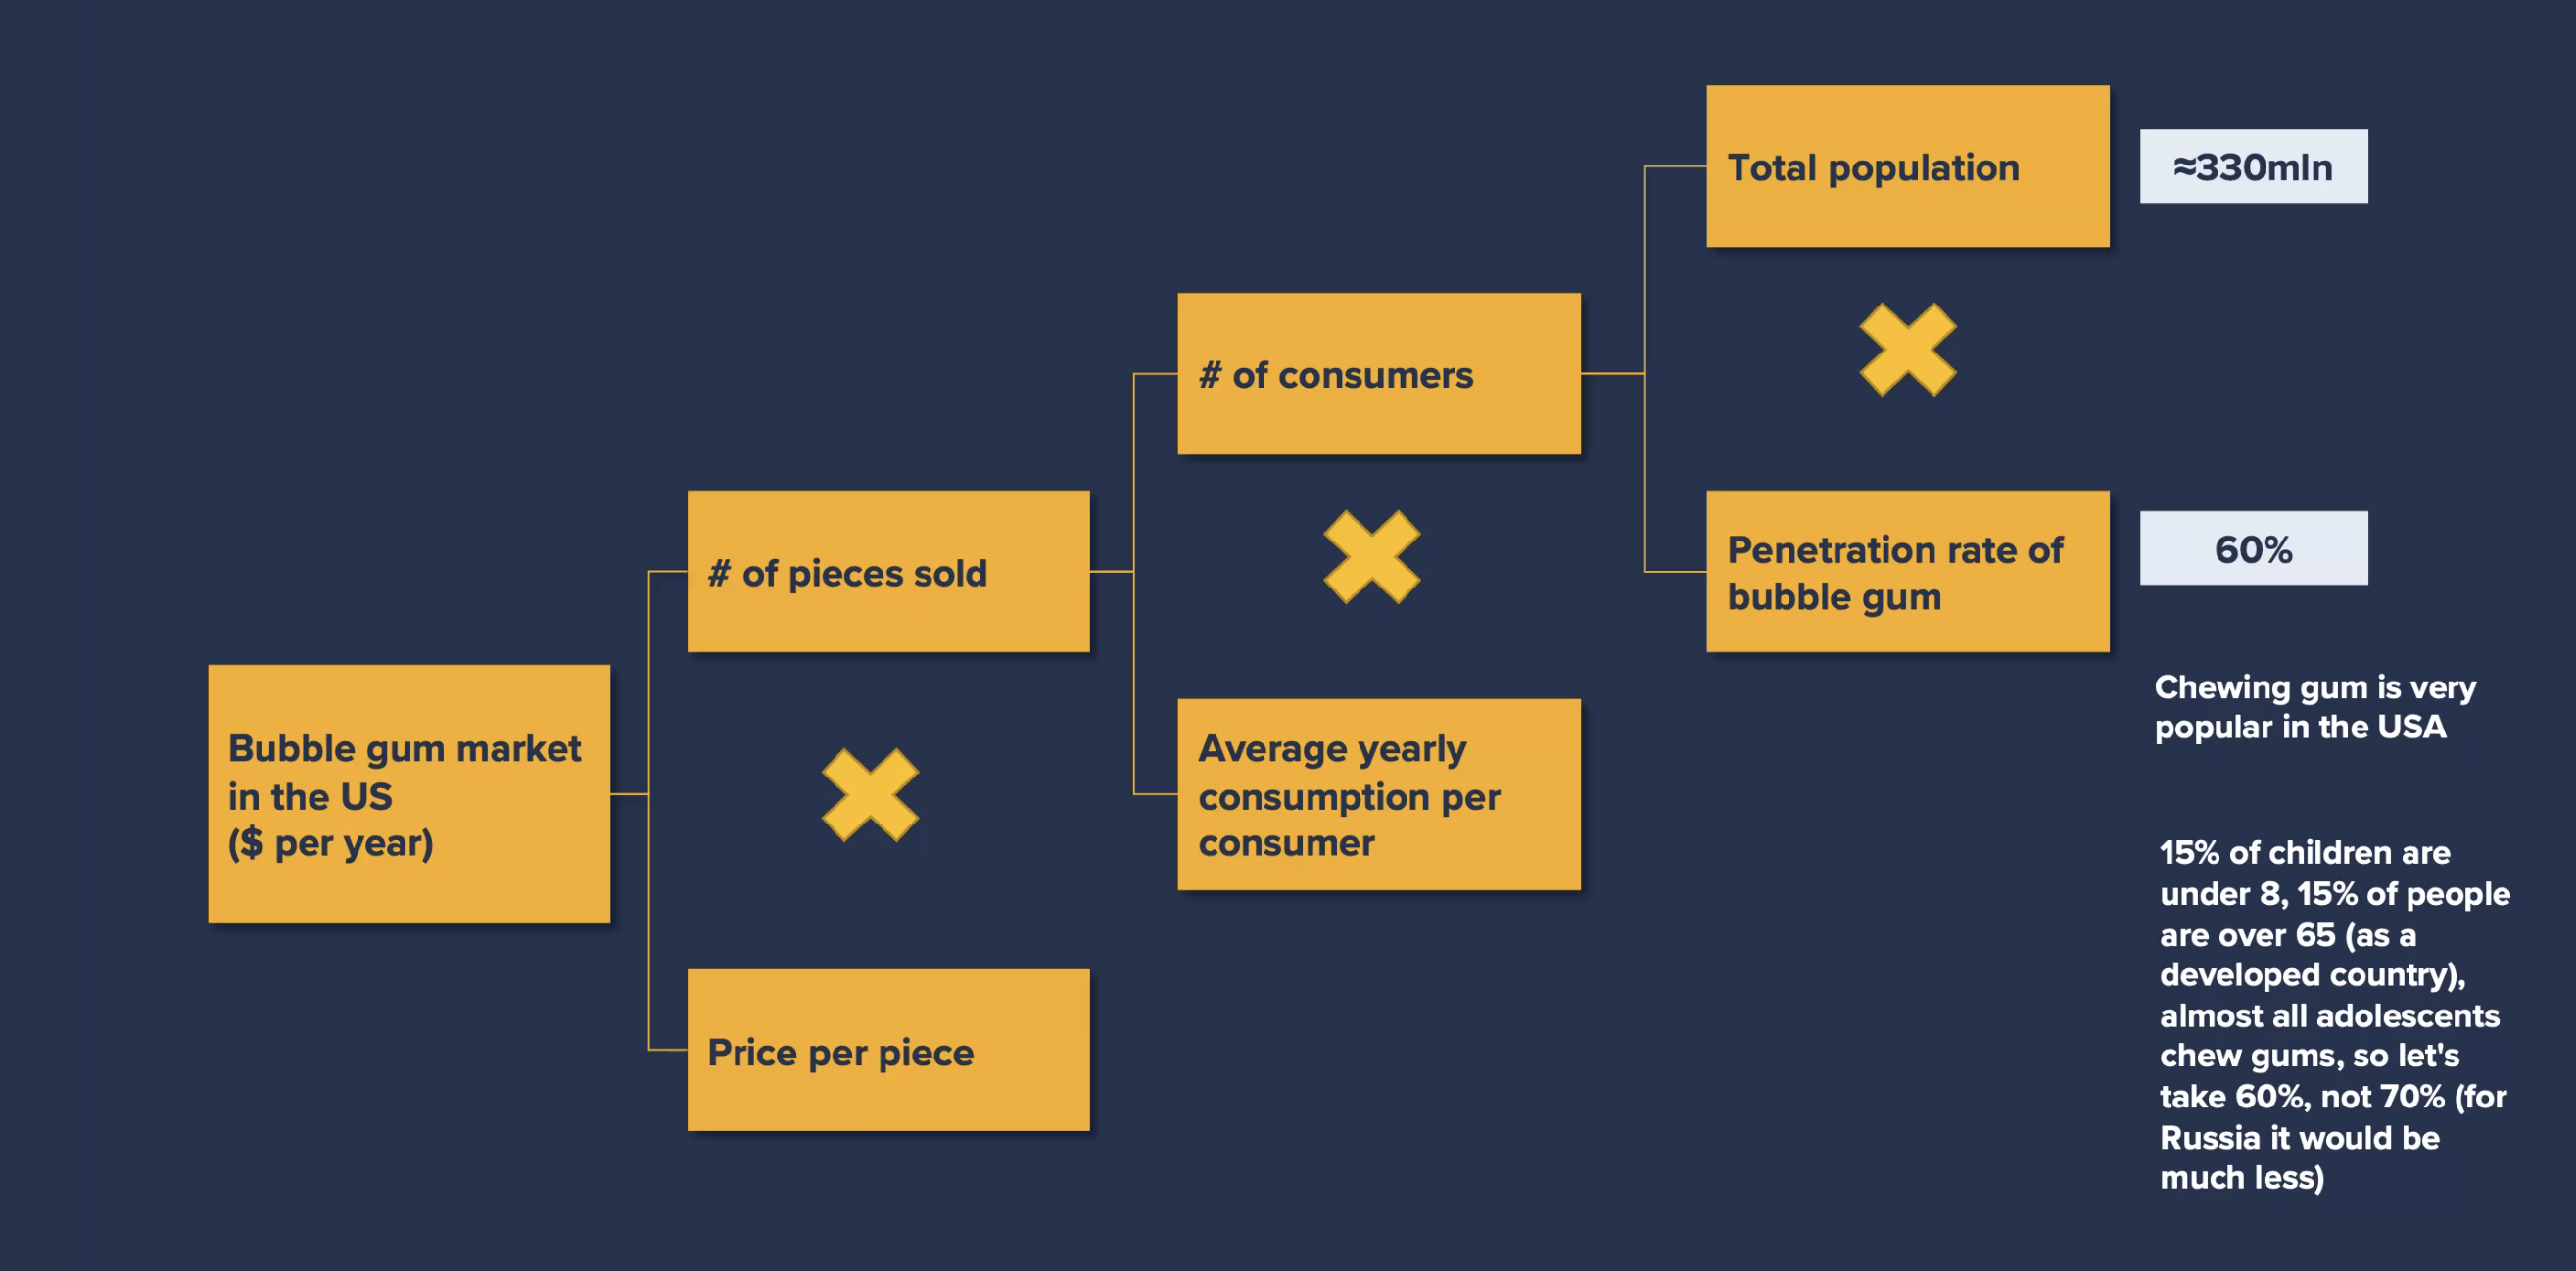 Total population
≈330mln
# of consumers
# of pieces sold
Penetration rate of
bubble gum
60%
Chewing gum is very
popular in the USA
Bubble gum market
in the US
($ per year)
Average yearly
consumption per
consumer
Price per piece
15% of children are
under 8, 15% of people
are over 65 (as a
developed country),
almost all adolescents
chew gums, so let's
take 60%, not 70% (for
Russia it would be
much less)